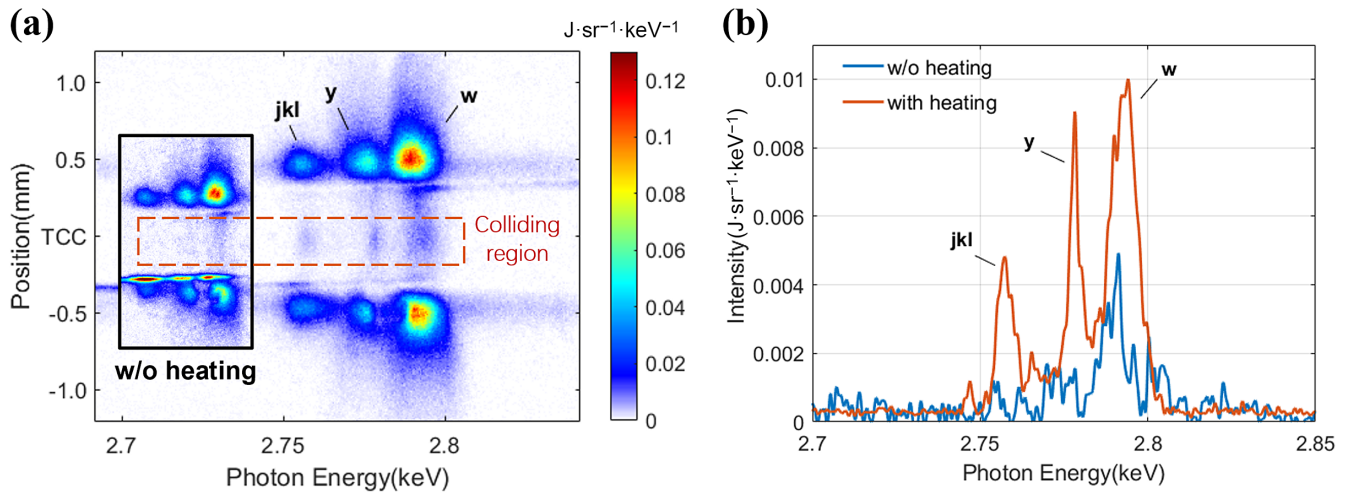 (a)
J·sr⁻¹·keV⁻¹
1.0
0.5
TCC
-0.5
-1.0
Position(mm)
jkl
y
w
Colliding
region
w/o heating
2.7
2.75
2.8
Photon Energy(keV)
0.12
0.1
0.08
0.06
0.04
0.02
0
(b)
w/o heating
with heating
jkl
y
w
0.01
0.008
0.006
0.004
0.002
0
Intensity(J·sr⁻¹·keV⁻¹)
2.7
2.75
2.8
2.85
Photon Energy(keV)